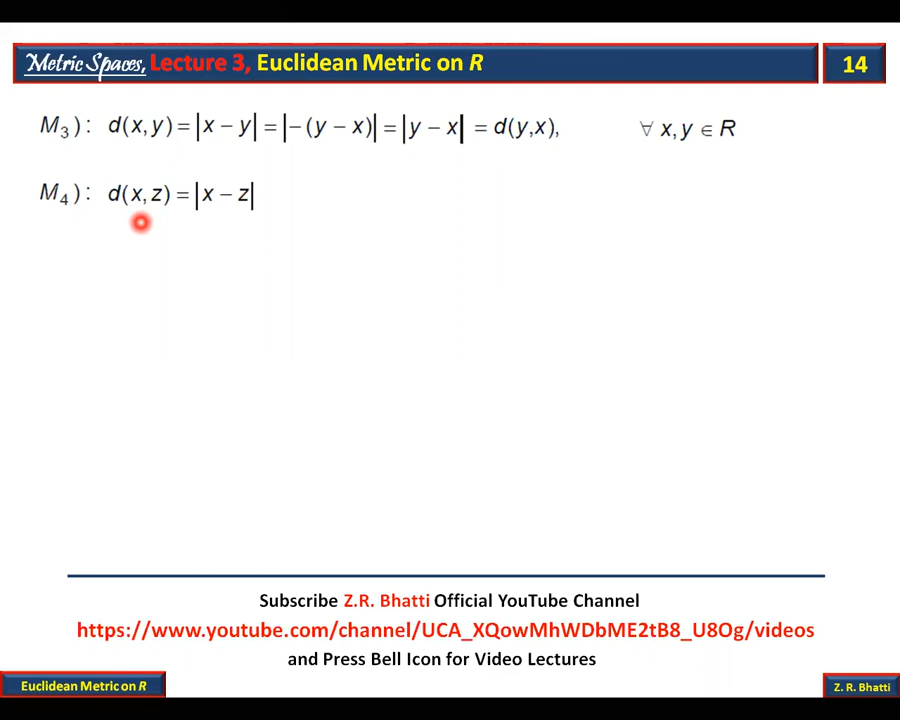 Metric Spaces, Lecture 3, Euclidean Metric on R 14
M₃): d(x,y) = |x − y| = |−(y − x)| = |y − x| = d(y,x), ∀ x,y ∈ R
M₄): d(x,z) = |x − z|
Subscribe Z.R. Bhatti Official YouTube Channel
https://www.youtube.com/channel/UCA_XQowMhWDbME2tB8_U8Og/videos
and Press Bell Icon for Video Lectures
Euclidean Metric on R Z. R. Bhatti